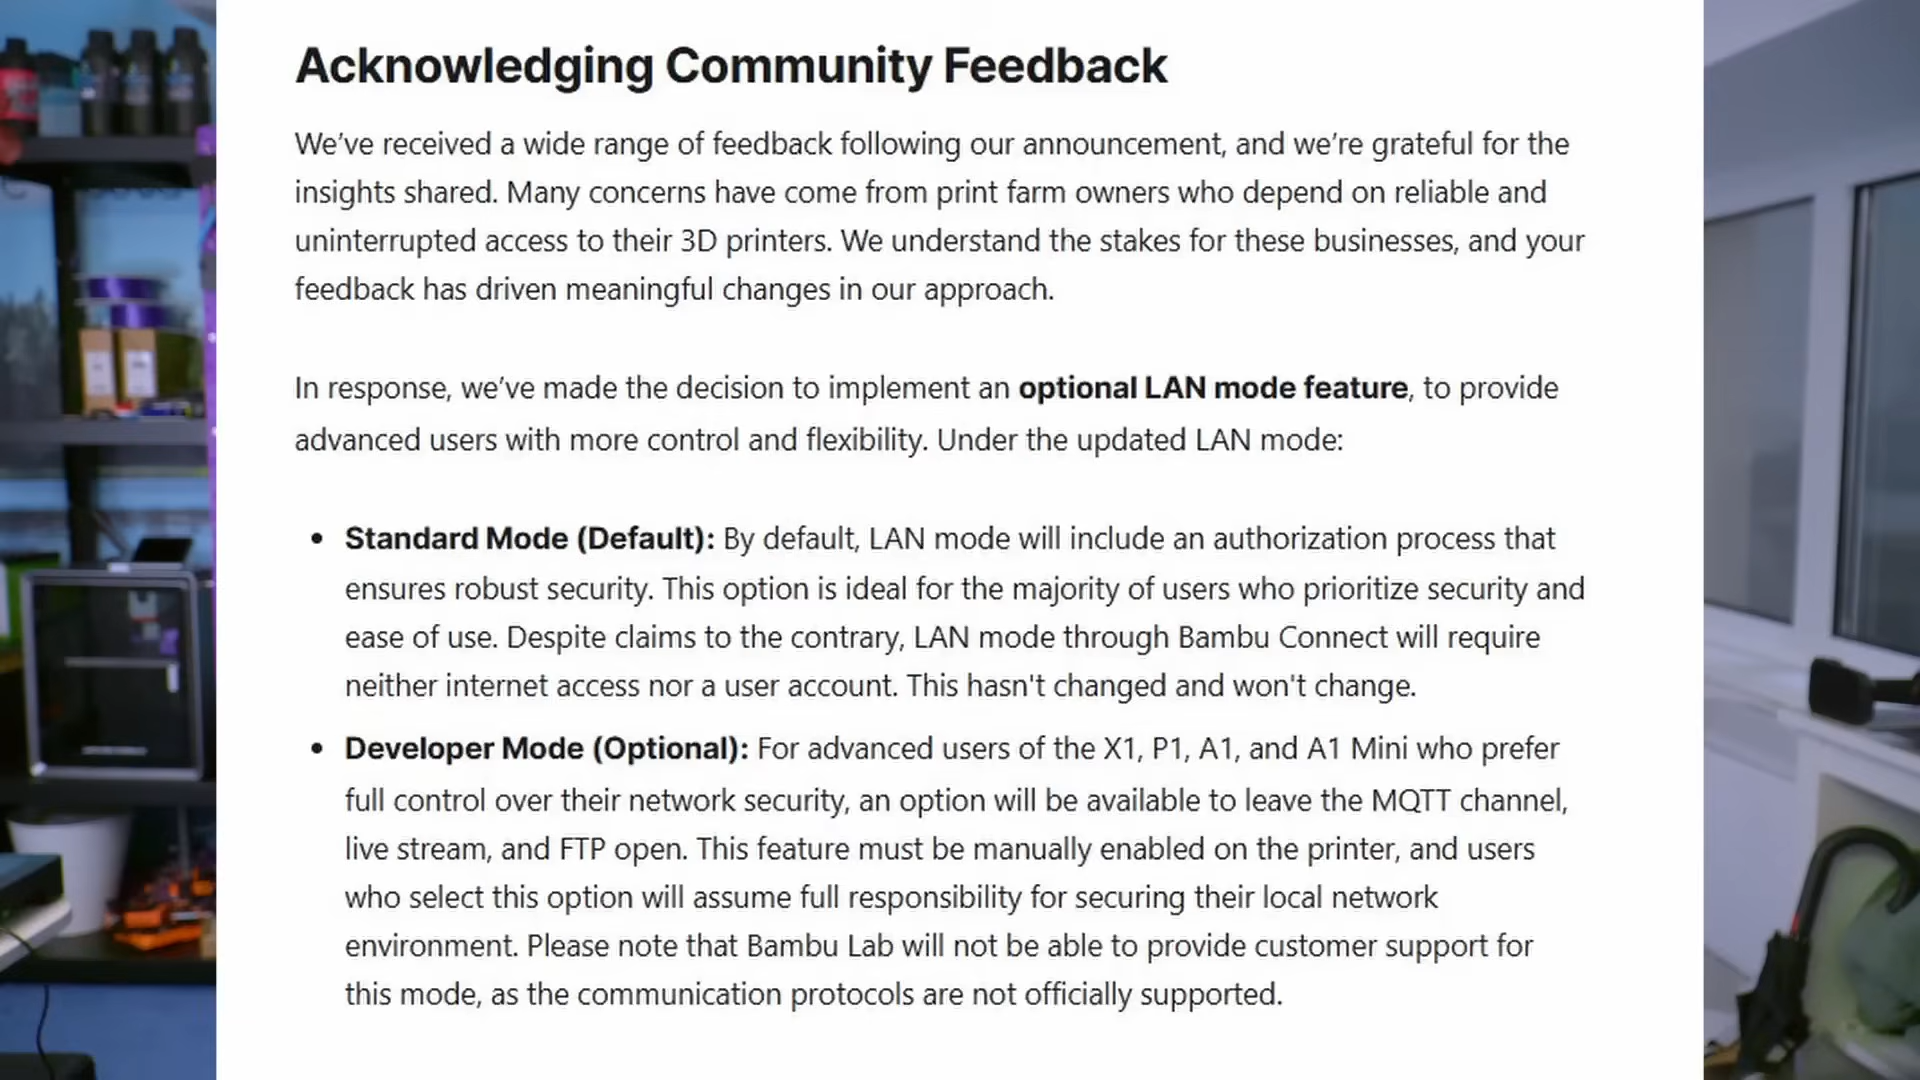 Acknowledging Community Feedback
We’ve received a wide range of feedback following our announcement, and we’re grateful for the
insights shared. Many concerns have come from print farm owners who depend on reliable and
uninterrupted access to their 3D printers. We understand the stakes for these businesses, and your
feedback has driven meaningful changes in our approach.
In response, we’ve made the decision to implement an optional LAN mode feature, to provide
advanced users with more control and flexibility. Under the updated LAN mode:
• Standard Mode (Default): By default, LAN mode will include an authorization process that
ensures robust security. This option is ideal for the majority of users who prioritize security and
ease of use. Despite claims to the contrary, LAN mode through Bambu Connect will require
neither internet access nor a user account. This hasn't changed and won't change.
• Developer Mode (Optional): For advanced users of the X1, P1, A1, and A1 Mini who prefer
full control over their network security, an option will be available to leave the MQTT channel,
live stream, and FTP open. This feature must be manually enabled on the printer, and users
who select this option will assume full responsibility for securing their local network
environment. Please note that Bambu Lab will not be able to provide customer support for
this mode, as the communication protocols are not officially supported.